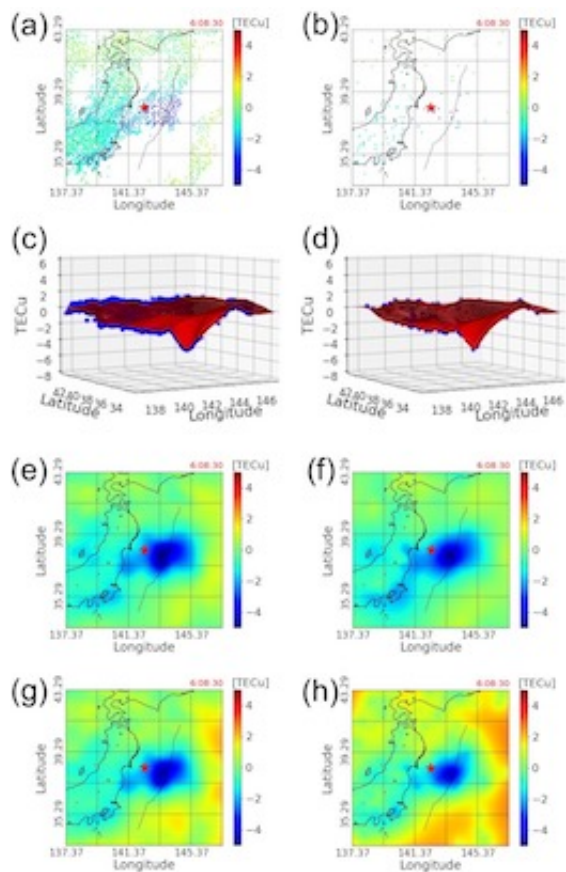 (a)
6:08:30 [TECu]
43.29
39.29
35.29
Latitude
4
2
0
−2
−4
137.37 141.37 145.37
Longitude
(b)
6:08:30 [TECu]
43.29
39.29
35.29
Latitude
4
2
0
−2
−4
137.37 141.37 145.37
Longitude
(c)
6
4
2
0
−2
−4
−6
−8
TECu
42 40 38 36 34
Latitude
138 140 142 144 146
Longitude
(d)
6
4
2
0
−2
−4
−6
−8
42 40 38 36 34
Latitude
138 140 142 144 146
Longitude
(e)
6:08:30 [TECu]
43.29
39.29
35.29
Latitude
4
2
0
−2
−4
137.37 141.37 145.37
Longitude
(f)
6:08:30 [TECu]
43.29
39.29
35.29
Latitude
4
2
0
−2
−4
137.37 141.37 145.37
Longitude
(g)
6:08:30 [TECu]
43.29
39.29
35.29
Latitude
4
2
0
−2
−4
137.37 141.37 145.37
Longitude
(h)
6:08:30 [TECu]
43.29
39.29
35.29
Latitude
4
2
0
−2
−4
137.37 141.37 145.37
Longitude